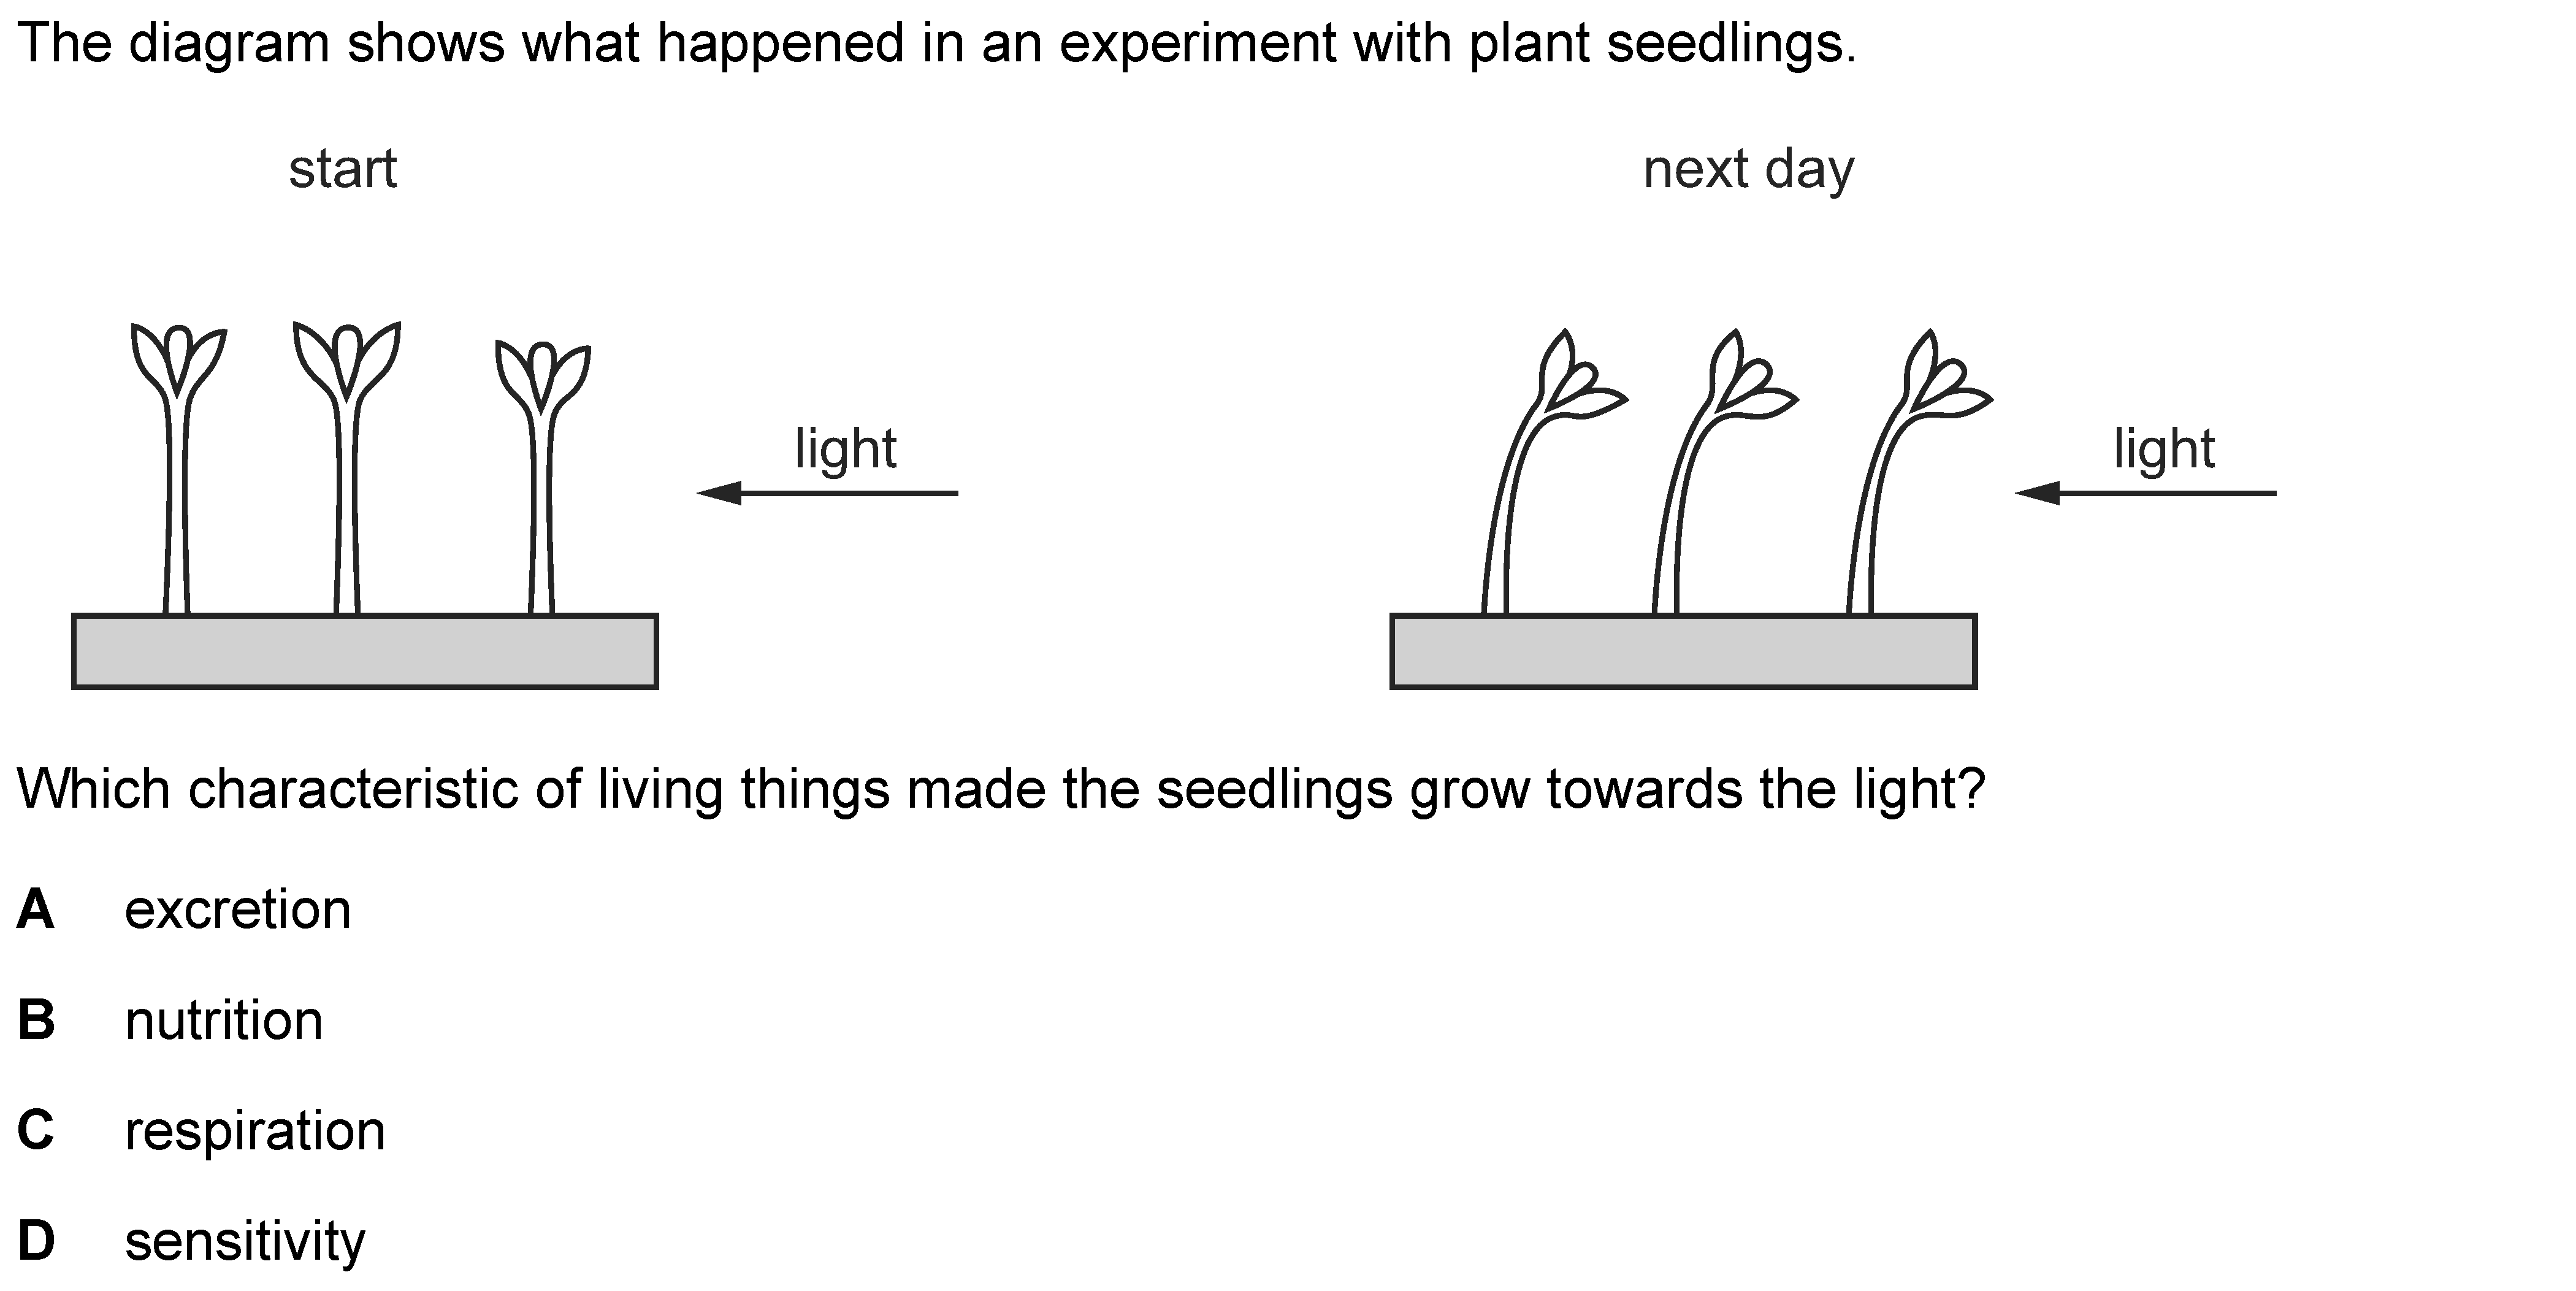 The diagram shows what happened in an experiment with plant seedlings.
start
next day
light
light
Which characteristic of living things made the seedlings grow towards the light?
A excretion
B nutrition
C respiration
D sensitivity